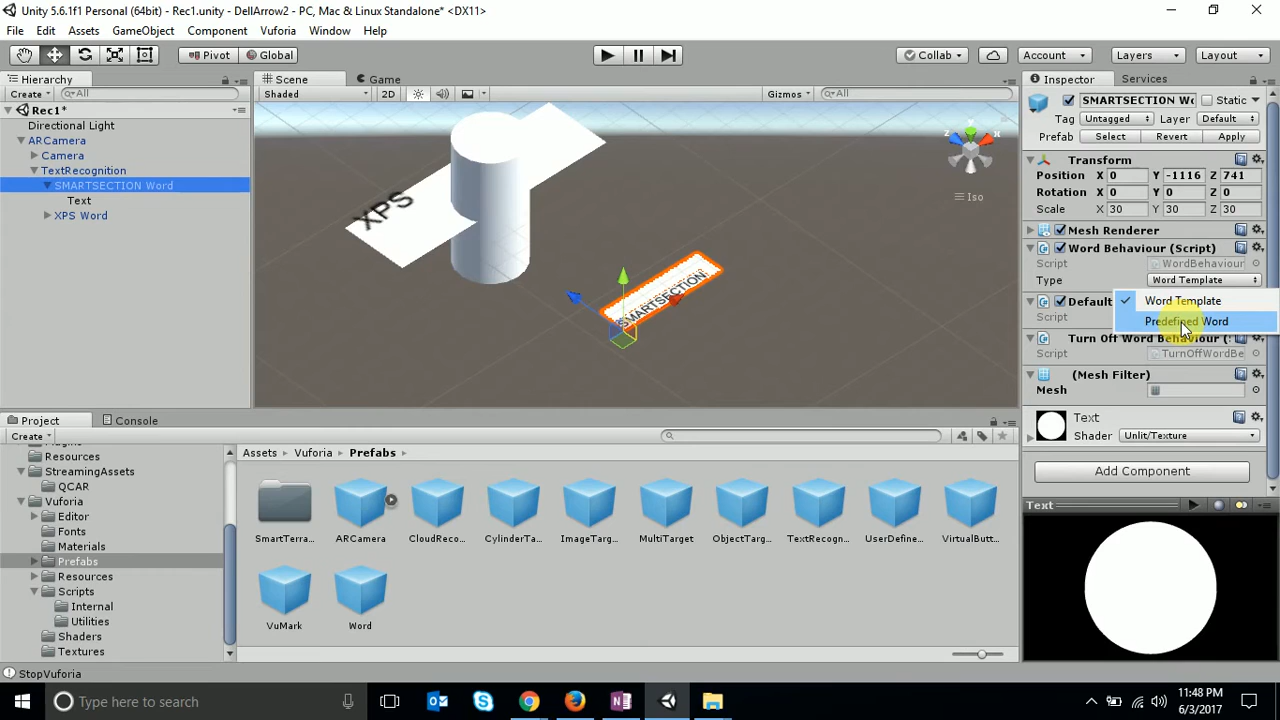 Unity 5.6.1f1 Personal (64bit) - Rec1.unity - DellArrow2 - PC, Mac & Linux Standalone* <DX11>
File Edit Assets GameObject Component Vuforia Window Help
Pivot Global Collab Account Layers Layout
Hierarchy Scene Game Inspector Services
Create All Shaded 2D Gizmos All
Rec1*
Directional Light
ARCamera
Camera
TextRecognition
SMARTSECTION Word
Text
XPS Word
XPS
SMARTSECTION
Y
Z X
Iso
SMARTSECTION Wo Static
Tag Untagged Layer Default
Prefab Select Revert Apply
Transform
Position X 0 Y -1116 Z 741
Rotation X 0 Y 0 Z 0
Scale X 30 Y 30 Z 30
Mesh Renderer
Word Behaviour (Script)
Script WordBehaviour
Type Word Template
Word Template
Predefined Word
Default
Script
Turn Off Word Behaviour (
Script TurnOffWordBe
(Mesh Filter)
Mesh
Text
Shader Unlit/Texture
Add Component
Text
Project Console
Create
Resources
StreamingAssets
QCAR
Vuforia
Editor
Fonts
Materials
Prefabs
Resources
Scripts
Internal
Utilities
Shaders
Textures
Assets Vuforia Prefabs
SmartTerra... ARCamera CloudReco... CylinderTa... ImageTarg... MultiTarget ObjectTarg... TextRecogn... UserDefine... VirtualButt...
VuMark Word
StopVuforia
Type here to search
11:48 PM
6/3/2017